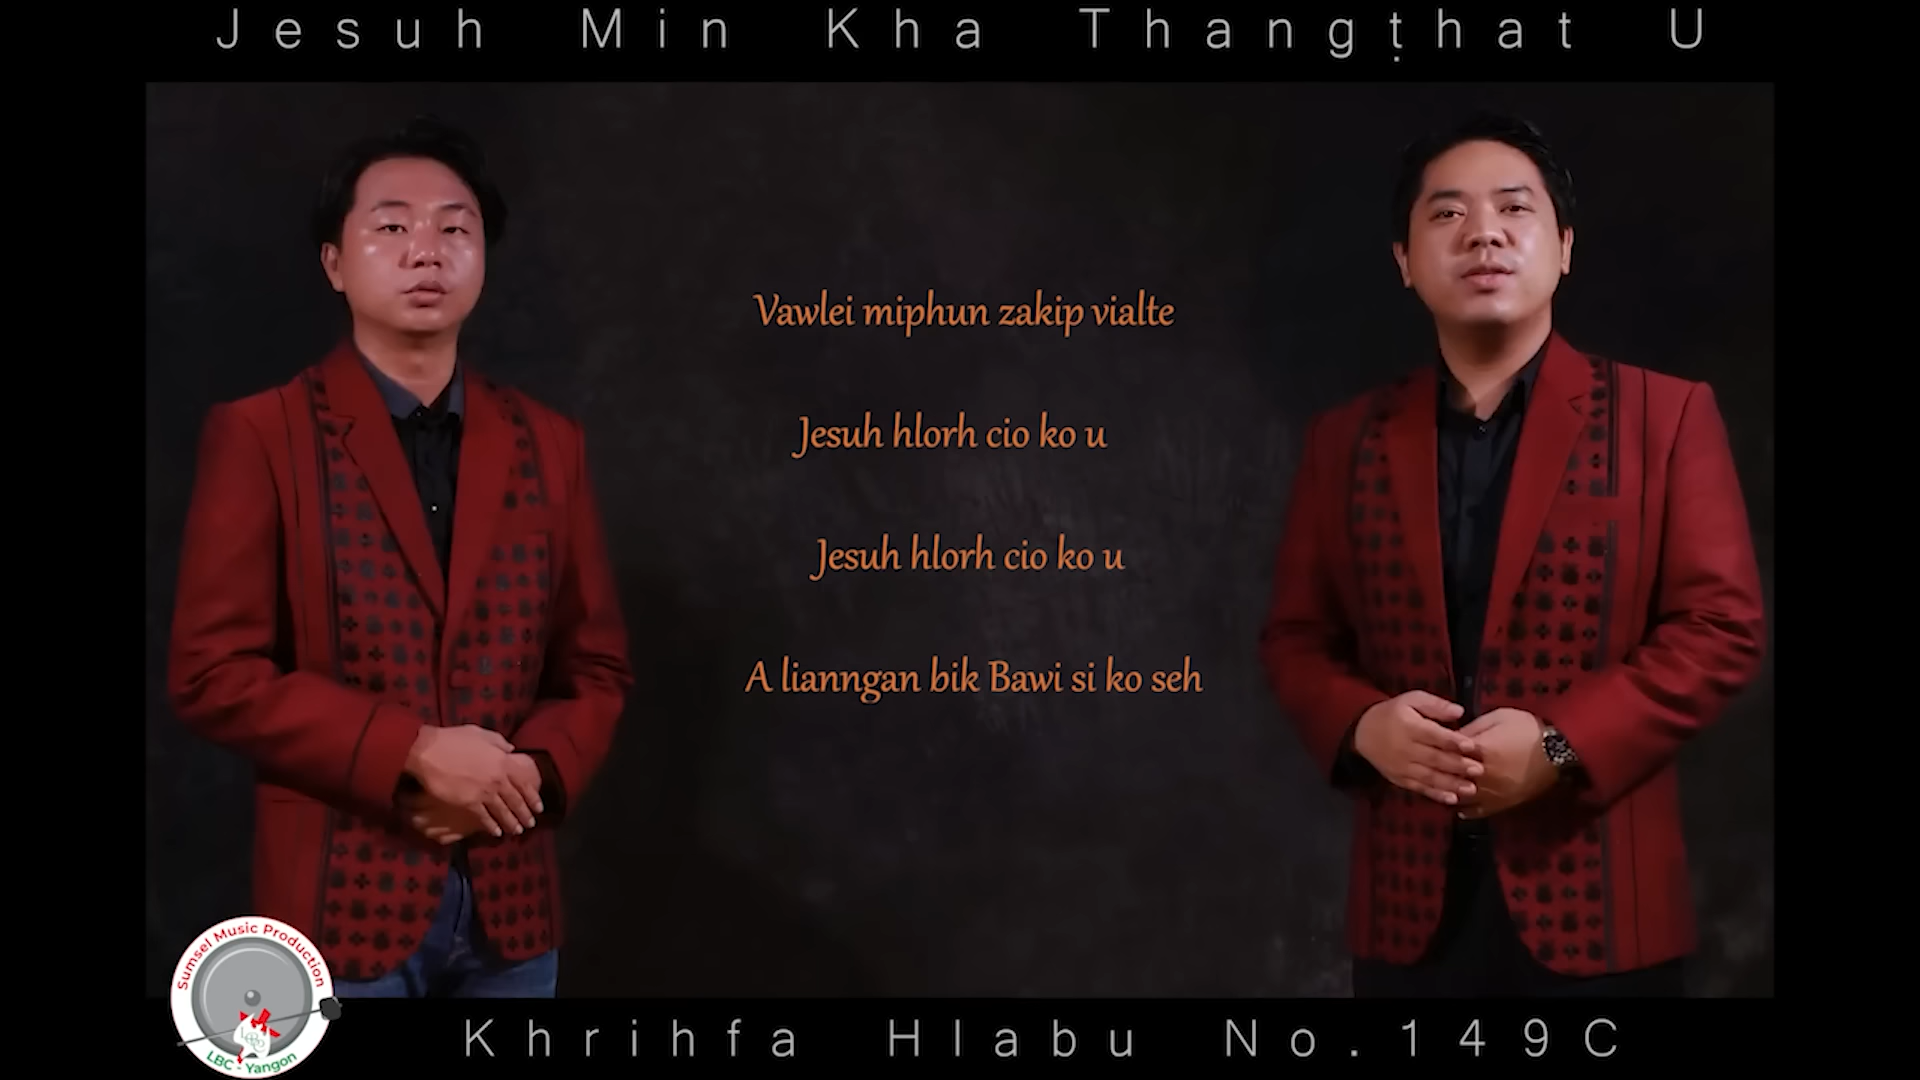 Jesuh Min Kha Thangṭhat U
Vawlei miphun zakip vialte
Jesuh hlorh cio ko u
Jesuh hlorh cio ko u
A lianngan bik Bawi si ko seh
Sumsel Music Production
LBC - Yangon
Khrihfa Hlabu No.149C